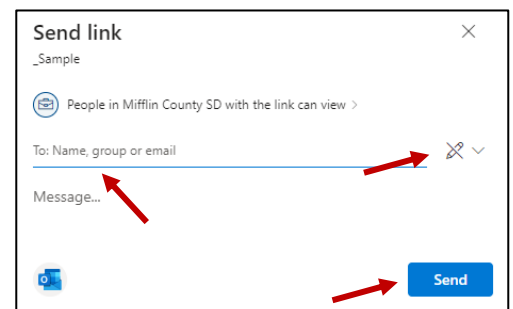 Send link
_Sample
People in Mifflin County SD with the link can view >
To: Name, group or email
Message...
Send